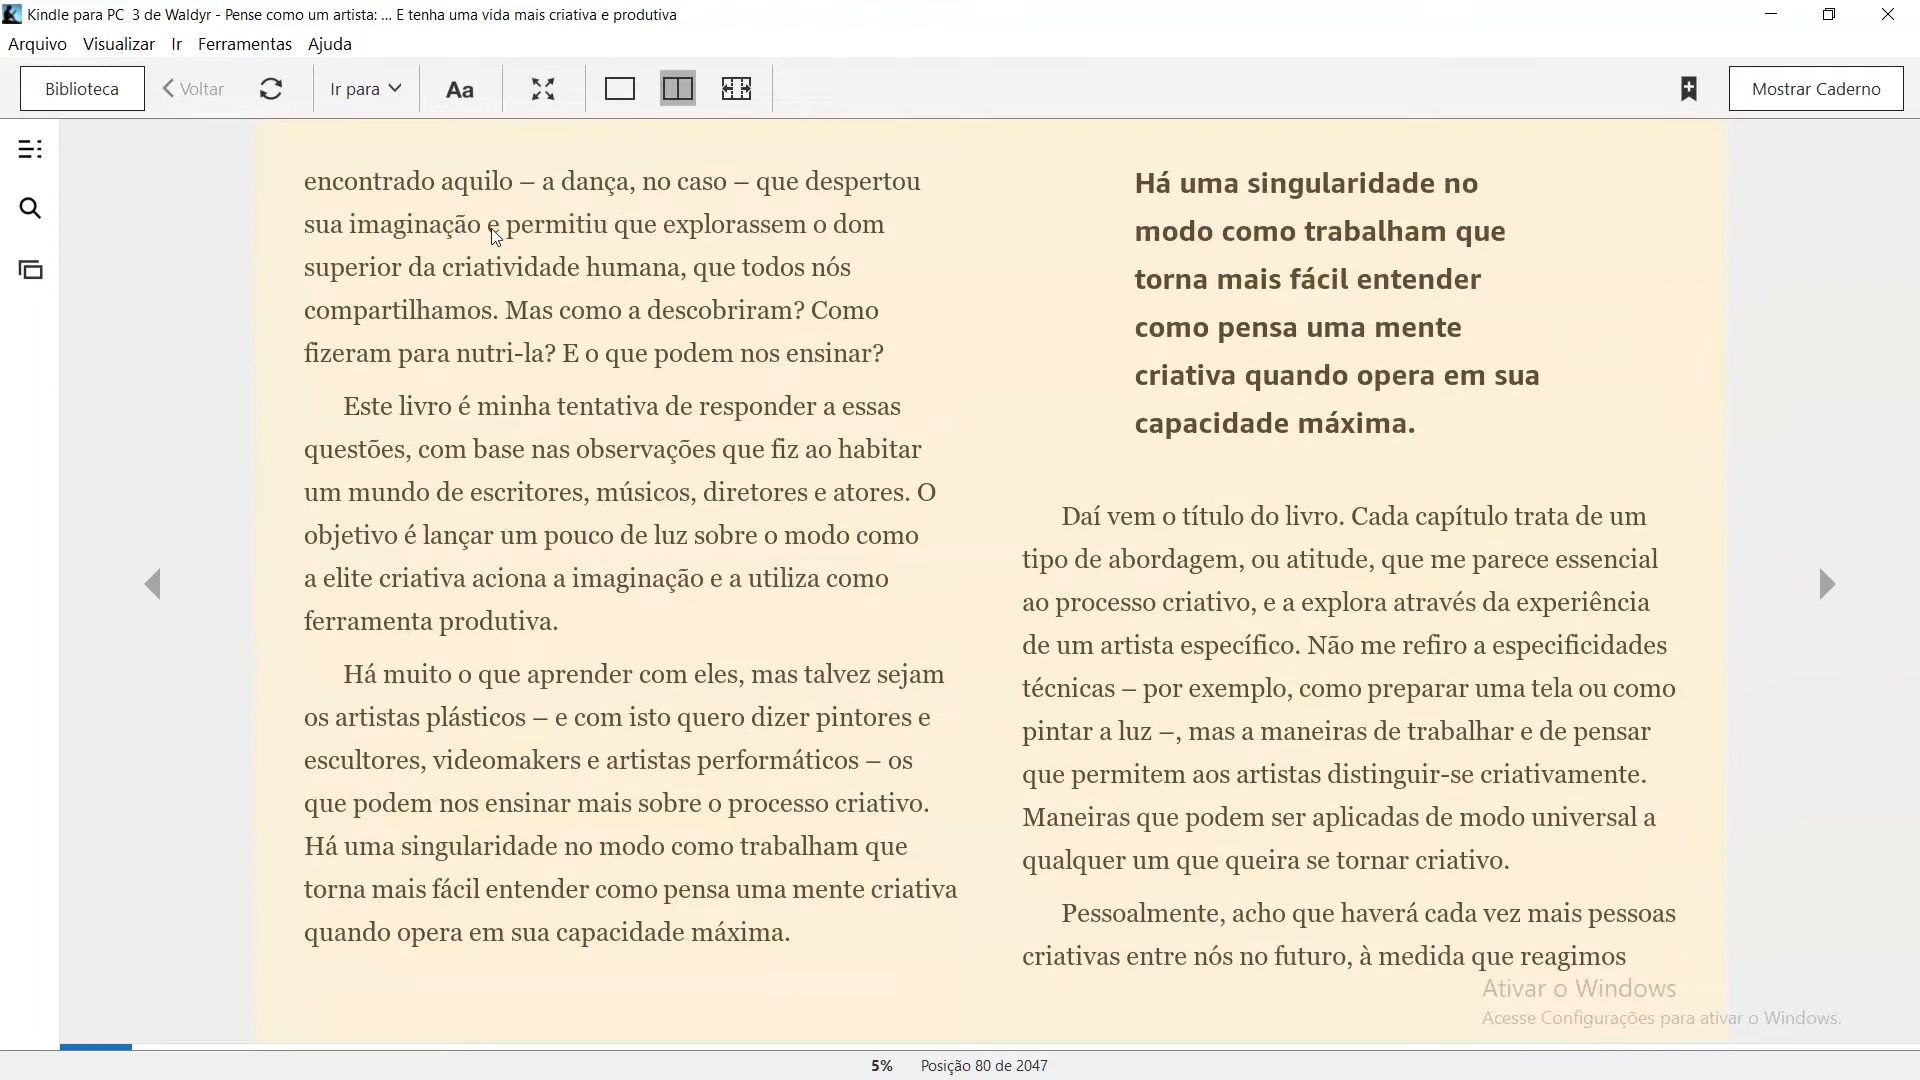 Kindle para PC 3 de Waldyr - Pense como um artista: ... E tenha uma vida mais criativa e produtiva
Arquivo Visualizar Ir Ferramentas Ajuda
Biblioteca Voltar Ir para Aa Mostrar Caderno
encontrado aquilo – a dança, no caso – que despertou
sua imaginação e permitiu que explorassem o dom
superior da criatividade humana, que todos nós
compartilhamos. Mas como a descobriram? Como
fizeram para nutri-la? E o que podem nos ensinar?
Este livro é minha tentativa de responder a essas
questões, com base nas observações que fiz ao habitar
um mundo de escritores, músicos, diretores e atores. O
objetivo é lançar um pouco de luz sobre o modo como
a elite criativa aciona a imaginação e a utiliza como
ferramenta produtiva.
Há muito o que aprender com eles, mas talvez sejam
os artistas plásticos – e com isto quero dizer pintores e
escultores, videomakers e artistas performáticos – os
que podem nos ensinar mais sobre o processo criativo.
Há uma singularidade no modo como trabalham que
torna mais fácil entender como pensa uma mente criativa
quando opera em sua capacidade máxima.
Há uma singularidade no
modo como trabalham que
torna mais fácil entender
como pensa uma mente
criativa quando opera em sua
capacidade máxima.
Daí vem o título do livro. Cada capítulo trata de um
tipo de abordagem, ou atitude, que me parece essencial
ao processo criativo, e a explora através da experiência
de um artista específico. Não me refiro a especificidades
técnicas – por exemplo, como preparar uma tela ou como
pintar a luz –, mas a maneiras de trabalhar e de pensar
que permitem aos artistas distinguir-se criativamente.
Maneiras que podem ser aplicadas de modo universal a
qualquer um que queira se tornar criativo.
Pessoalmente, acho que haverá cada vez mais pessoas
criativas entre nós no futuro, à medida que reagimos
Ativar o Windows
Acesse Configurações para ativar o Windows.
5% Posição 80 de 2047